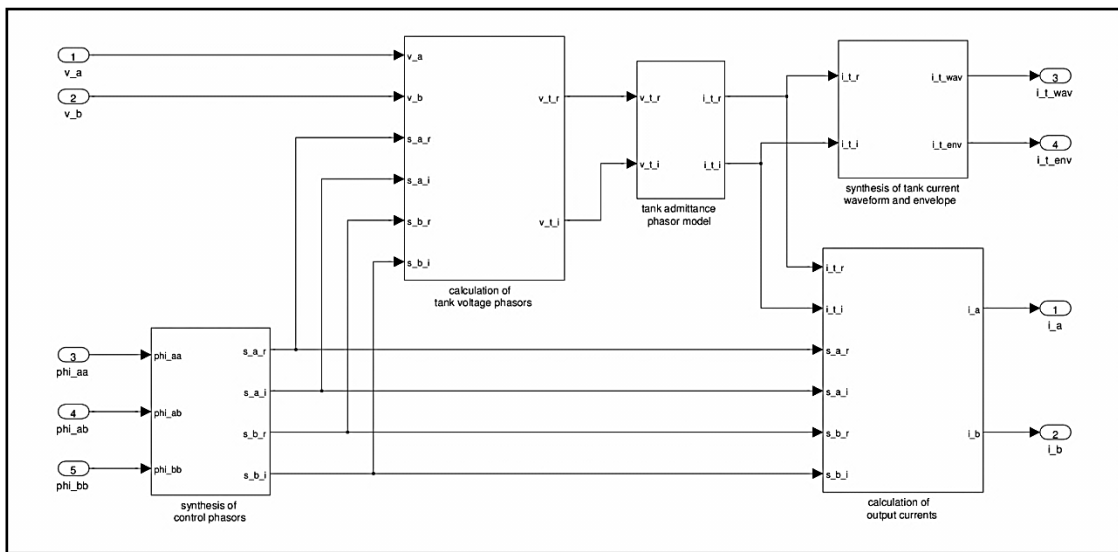 1
v_a
2
v_b
3
phi_aa
4
phi_ab
5
phi_bb
phi_aa
phi_ab
phi_bb
s_a_r
s_a_i
s_b_r
s_b_i
synthesis of
control phasors
v_a
v_b
s_a_r
s_a_i
s_b_r
s_b_i
v_t_r
v_t_i
calculation of
tank voltage phasors
v_t_r
v_t_i
i_t_r
i_t_i
tank admittance
phasor model
i_t_r
i_t_i
i_t_wav
i_t_env
synthesis of tank current
waveform and envelope
3
i_t_wav
4
i_t_env
i_t_r
i_t_i
s_a_r
s_a_i
s_b_r
s_b_i
i_a
i_b
calculation of
output currents
1
i_a
2
i_b